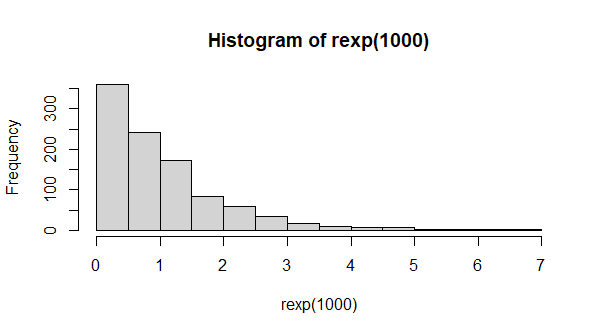 Histogram of rexp(1000)
Frequency
300
200
100
0
0 1 2 3 4 5 6 7
rexp(1000)